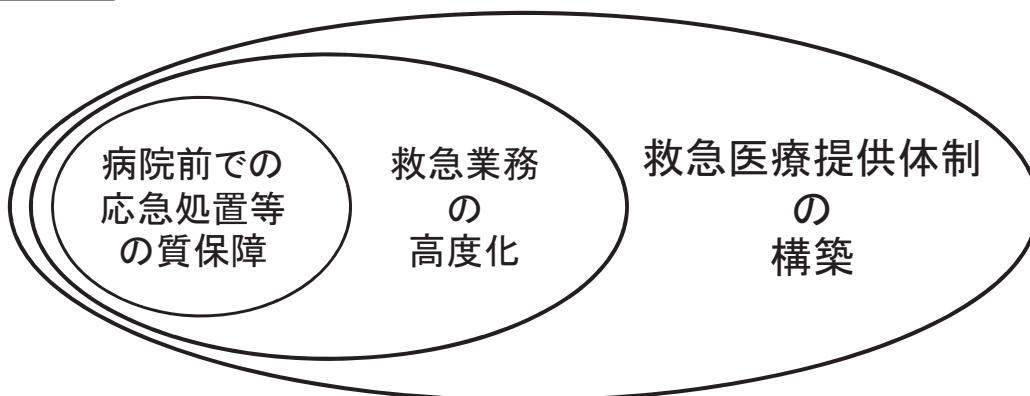 病院前での
応急処置等
の質保障
救急業務
の
高度化
救急医療提供体制
の
構築